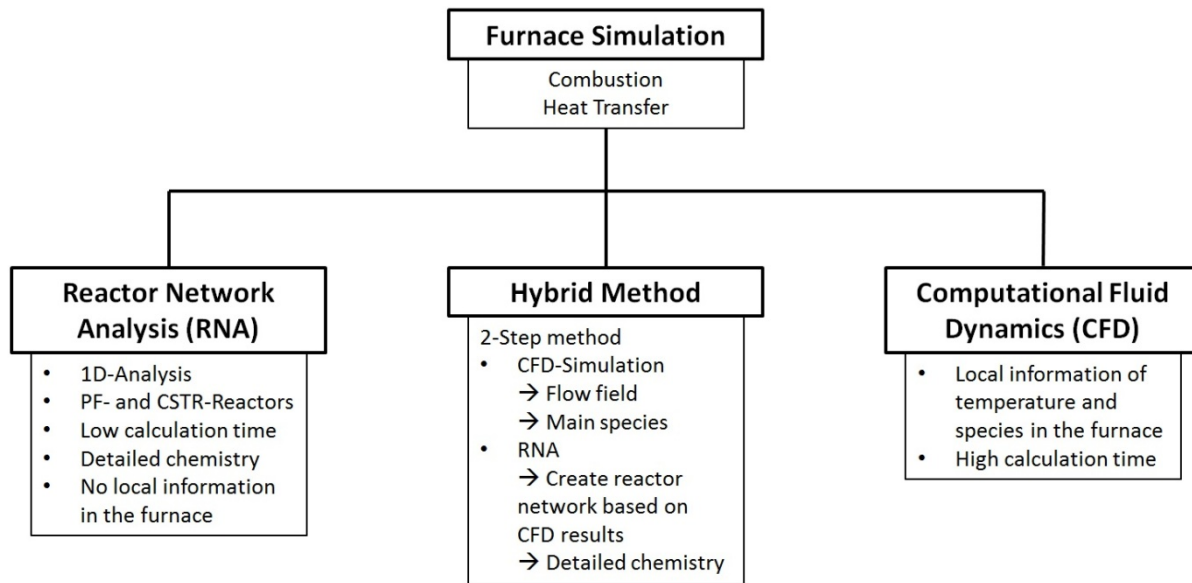 Furnace Simulation
Combustion
Heat Transfer
Reactor Network
Analysis (RNA)
• 1D-Analysis
• PF- and CSTR-Reactors
• Low calculation time
• Detailed chemistry
• No local information
in the furnace
Hybrid Method
2-Step method
• CFD-Simulation
→ Flow field
→ Main species
• RNA
→ Create reactor
network based on
CFD results
→ Detailed chemistry
Computational Fluid
Dynamics (CFD)
• Local information of
temperature and
species in the furnace
• High calculation time